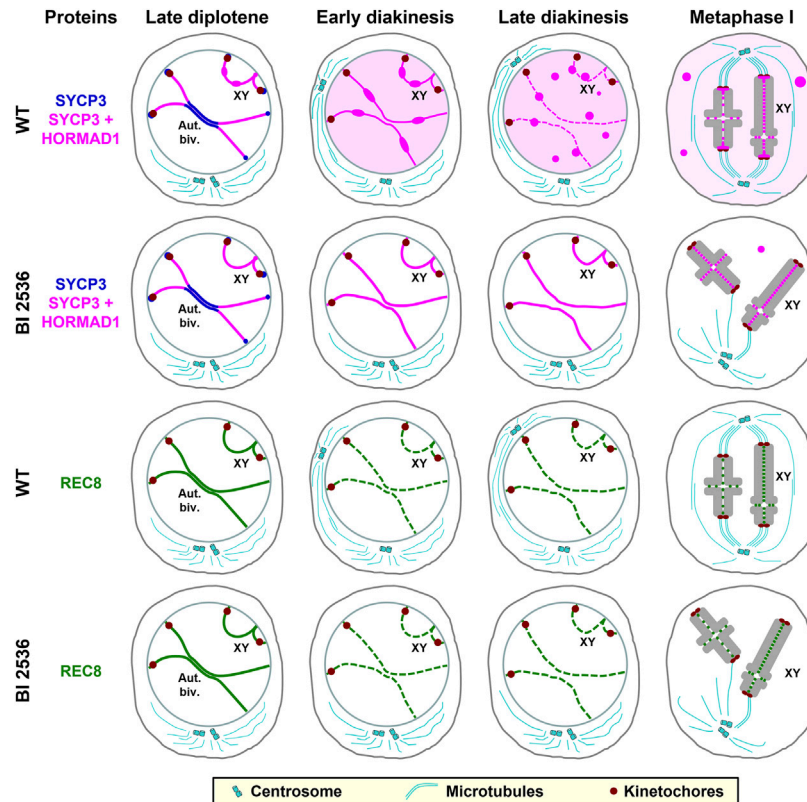 Proteins Late diplotene Early diakinesis Late diakinesis Metaphase I
WT
SYCP3
SYCP3 +
HORMAD1
XY
Aut.
biv.
XY
XY
XY
BI 2536
SYCP3
SYCP3 +
HORMAD1
XY
Aut.
biv.
XY
XY
XY
WT
REC8
XY
Aut.
biv.
XY
XY
XY
BI 2536
REC8
XY
Aut.
biv.
XY
XY
XY
Centrosome Microtubules Kinetochores